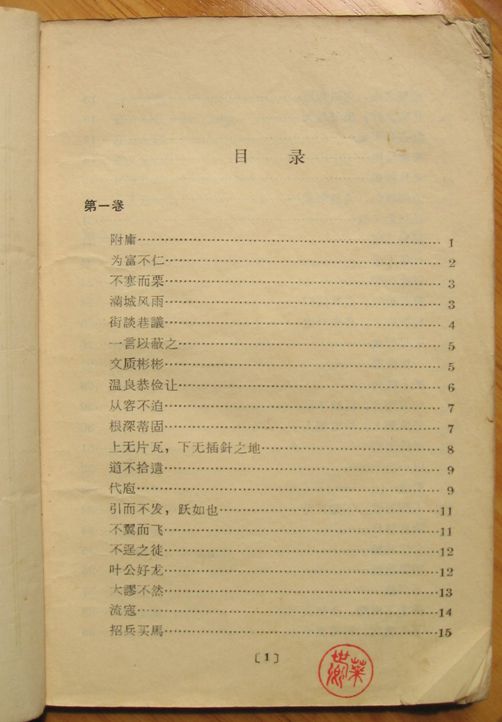 目 录
第一卷
附庸……1
为富不仁……2
不寒而栗……3
满城风雨……3
街談巷議……4
一言以蔽之……5
文质彬彬……5
温良恭俭让……6
从容不迫……7
根深蒂固……7
上无片瓦，下无插針之地……8
道不拾遺……9
代庖……9
引而不发，跃如也……11
不翼而飞……11
不逞之徒……12
叶公好龙……12
大謬不然……13
流寇……14
招兵买馬……15
〔1〕